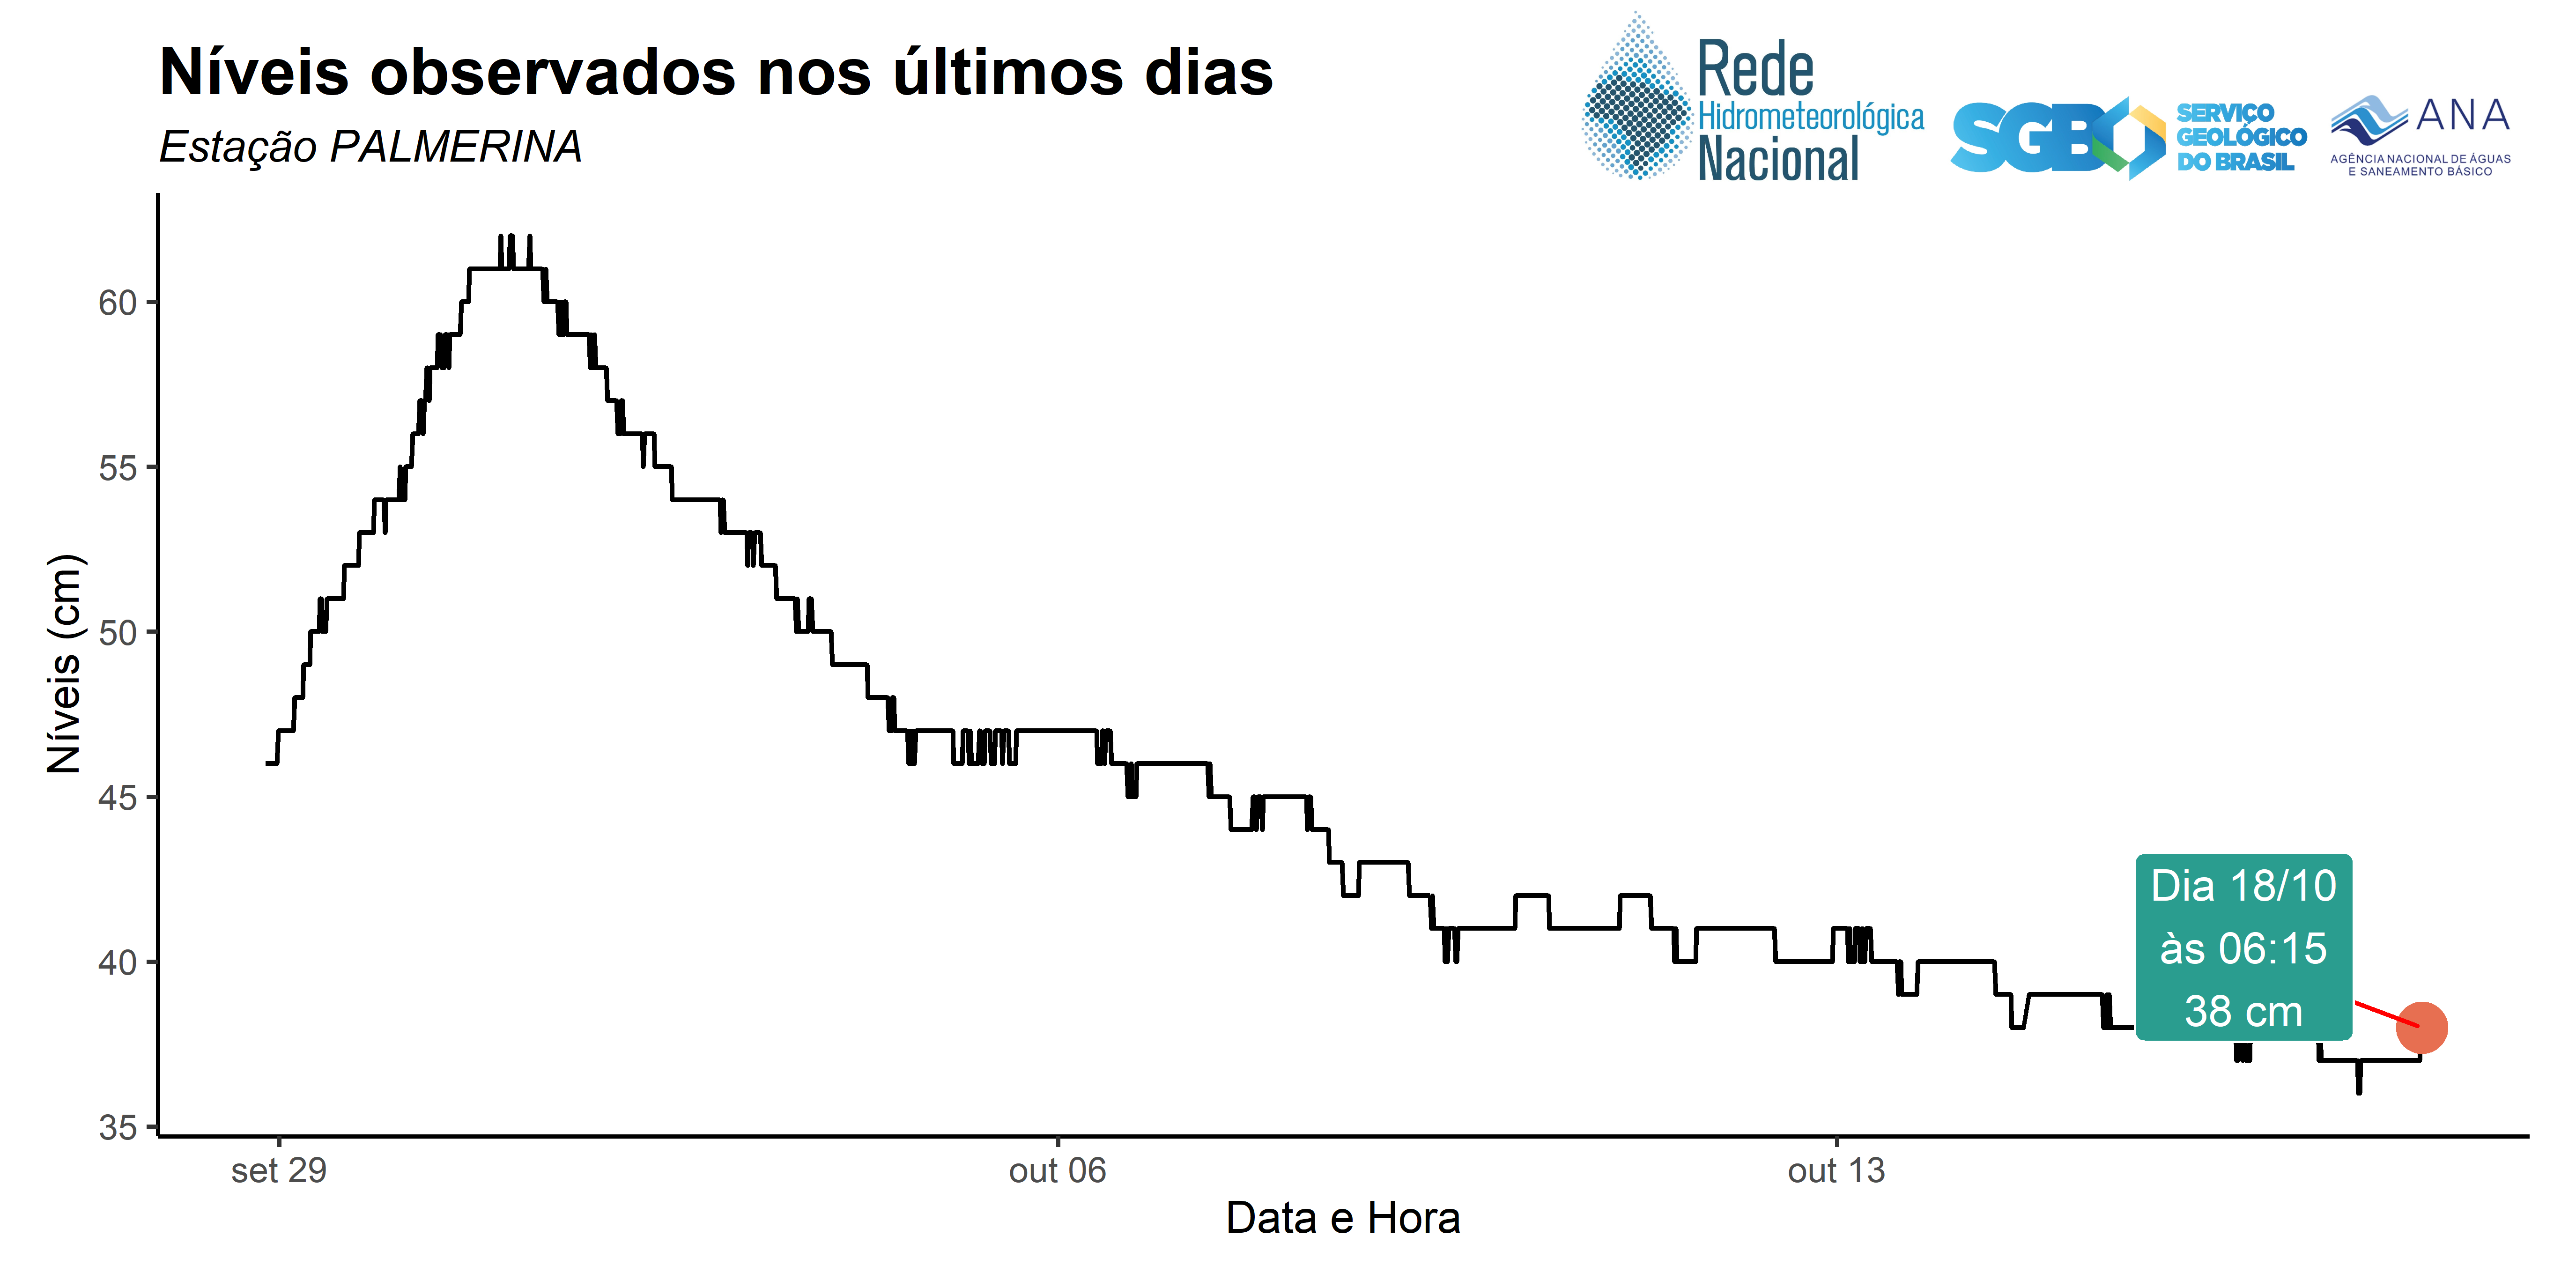 Níveis observados nos últimos dias
Estação PALMERINA
Rede
Hidrometeorológica
Nacional
SGB
SERVIÇO
GEOLÓGICO
DO BRASIL
ANA
AGÊNCIA NACIONAL DE ÁGUAS
E SANEAMENTO BÁSICO
Níveis (cm)
60
55
50
45
40
35
Dia 18/10
às 06:15
38 cm
set 29
out 06
out 13
Data e Hora